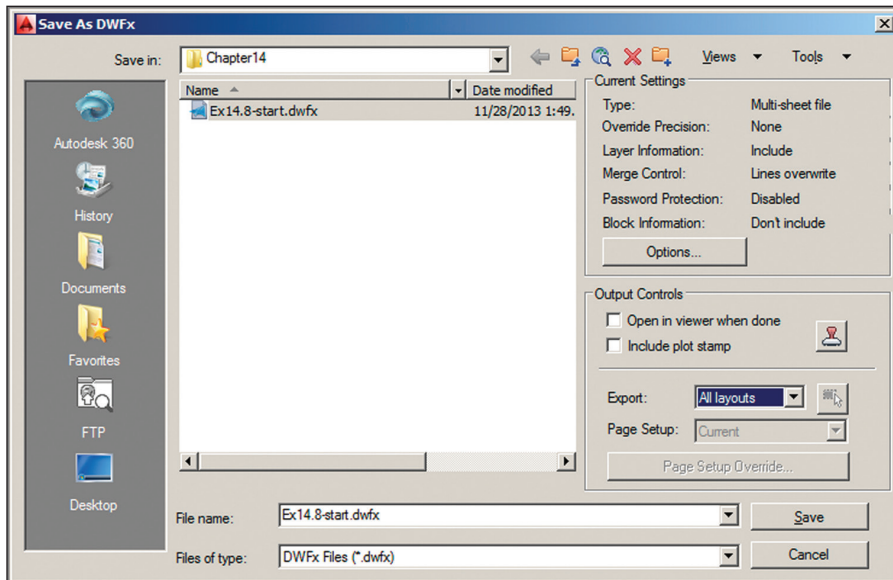 Save As DWFx
Save in:
Chapter14
Views
Tools
Autodesk 360
History
Documents
Favorites
FTP
Desktop
Name
Date modified
Ex14.8-start.dwfx
11/28/2013 1:49.
Current Settings
Type: Multi-sheet file
Override Precision: None
Layer Information: Include
Merge Control: Lines overwrite
Password Protection: Disabled
Block Information: Don't include
Options...
Output Controls
Open in viewer when done
Include plot stamp
Export: All layouts
Page Setup: Current
Page Setup Override...
File name: Ex14.8-start.dwfx
Save
Files of type: DWFx Files (*.dwfx)
Cancel